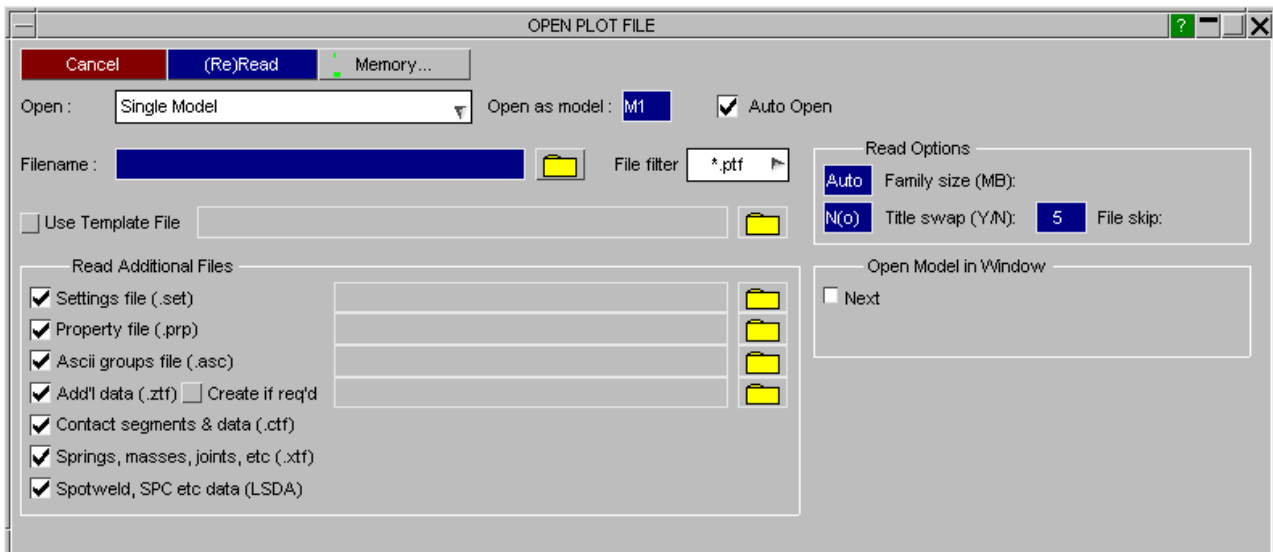 OPEN PLOT FILE ?
Cancel (Re)Read Memory...
Open : Single Model Open as model : M1 Auto Open
Filename : File filter *.ptf
Read Options
Auto Family size (MB):
N(o) Title swap (Y/N): 5 File skip:
Use Template File
Read Additional Files
Settings file (.set)
Property file (.prp)
Ascii groups file (.asc)
Add'l data (.ztf) Create if req'd
Contact segments & data (.ctf)
Springs, masses, joints, etc (.xtf)
Spotweld, SPC etc data (LSDA)
Open Model in Window
Next